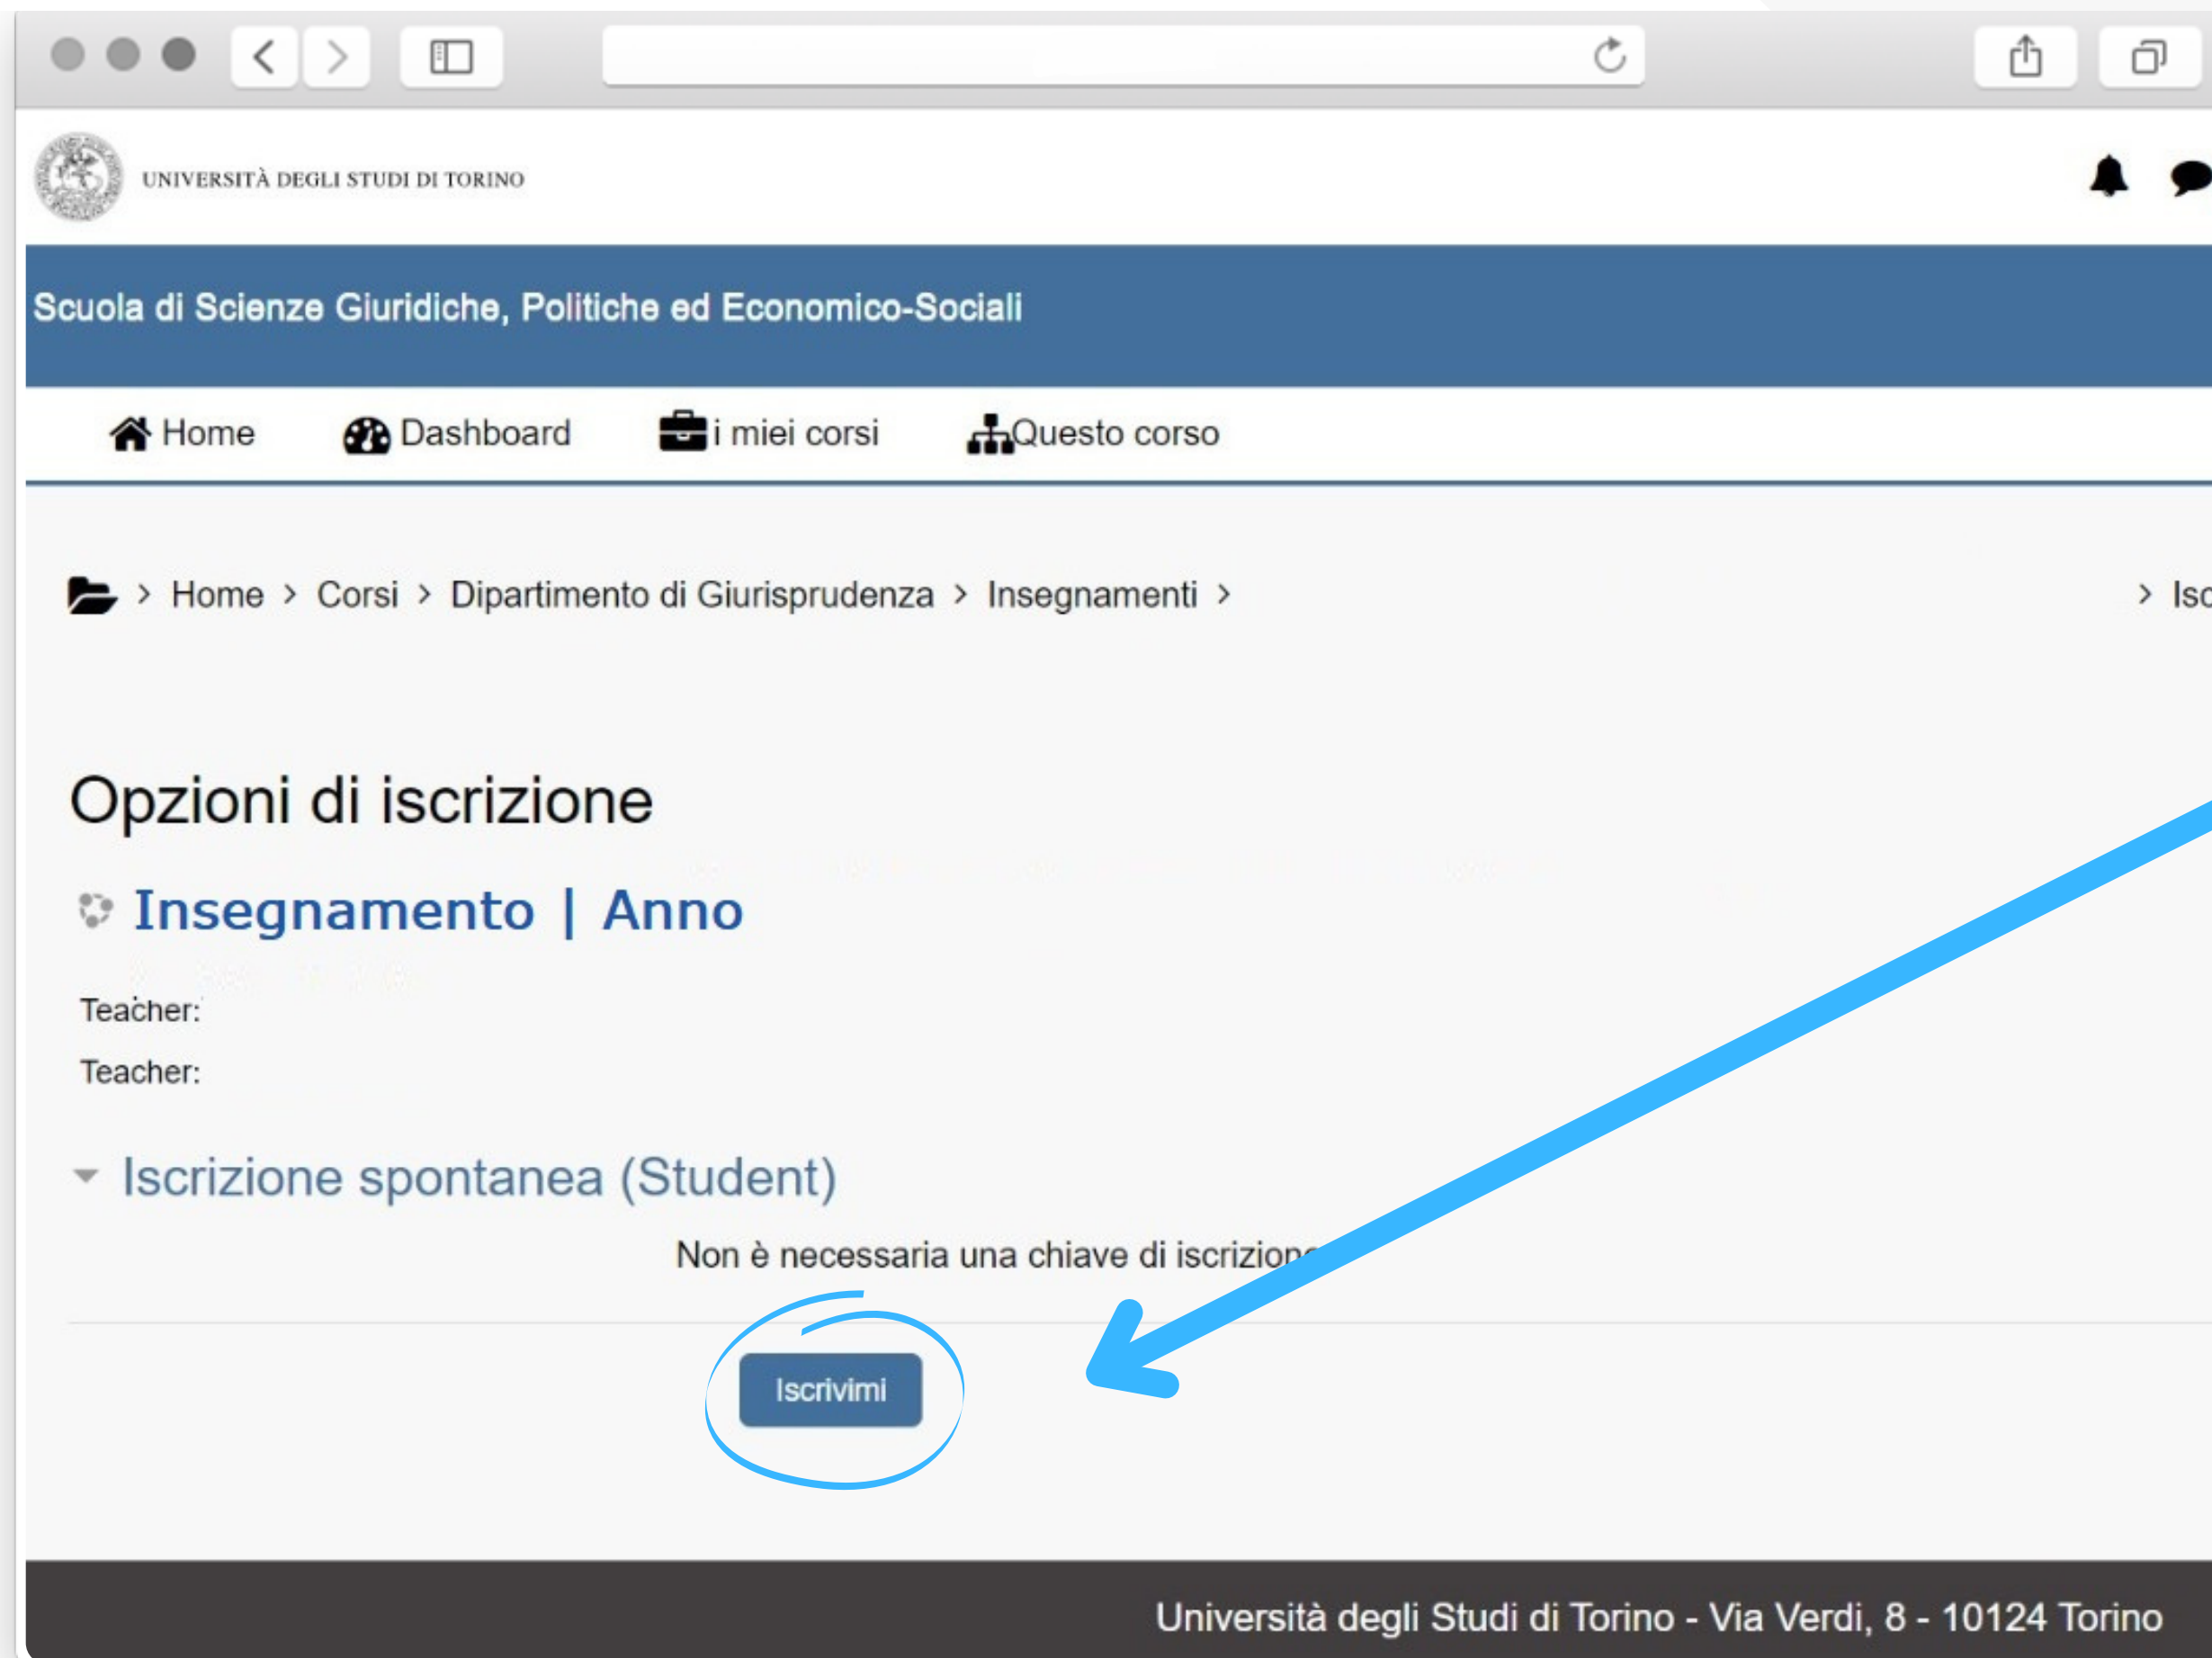 UNIVERSITÀ DEGLI STUDI DI TORINO
Scuola di Scienze Giuridiche, Politiche ed Economico-Sociali
Home Dashboard i miei corsi Questo corso
> Home > Corsi > Dipartimento di Giurisprudenza > Insegnamenti > >
Opzioni di iscrizione
Insegnamento | Anno
Teacher:
Teacher:
Iscrizione spontanea (Student)
Non è necessaria una chiave di iscrizione
Iscrivimi
Università degli Studi di Torino - Via Verdi, 8 - 10124 Torino